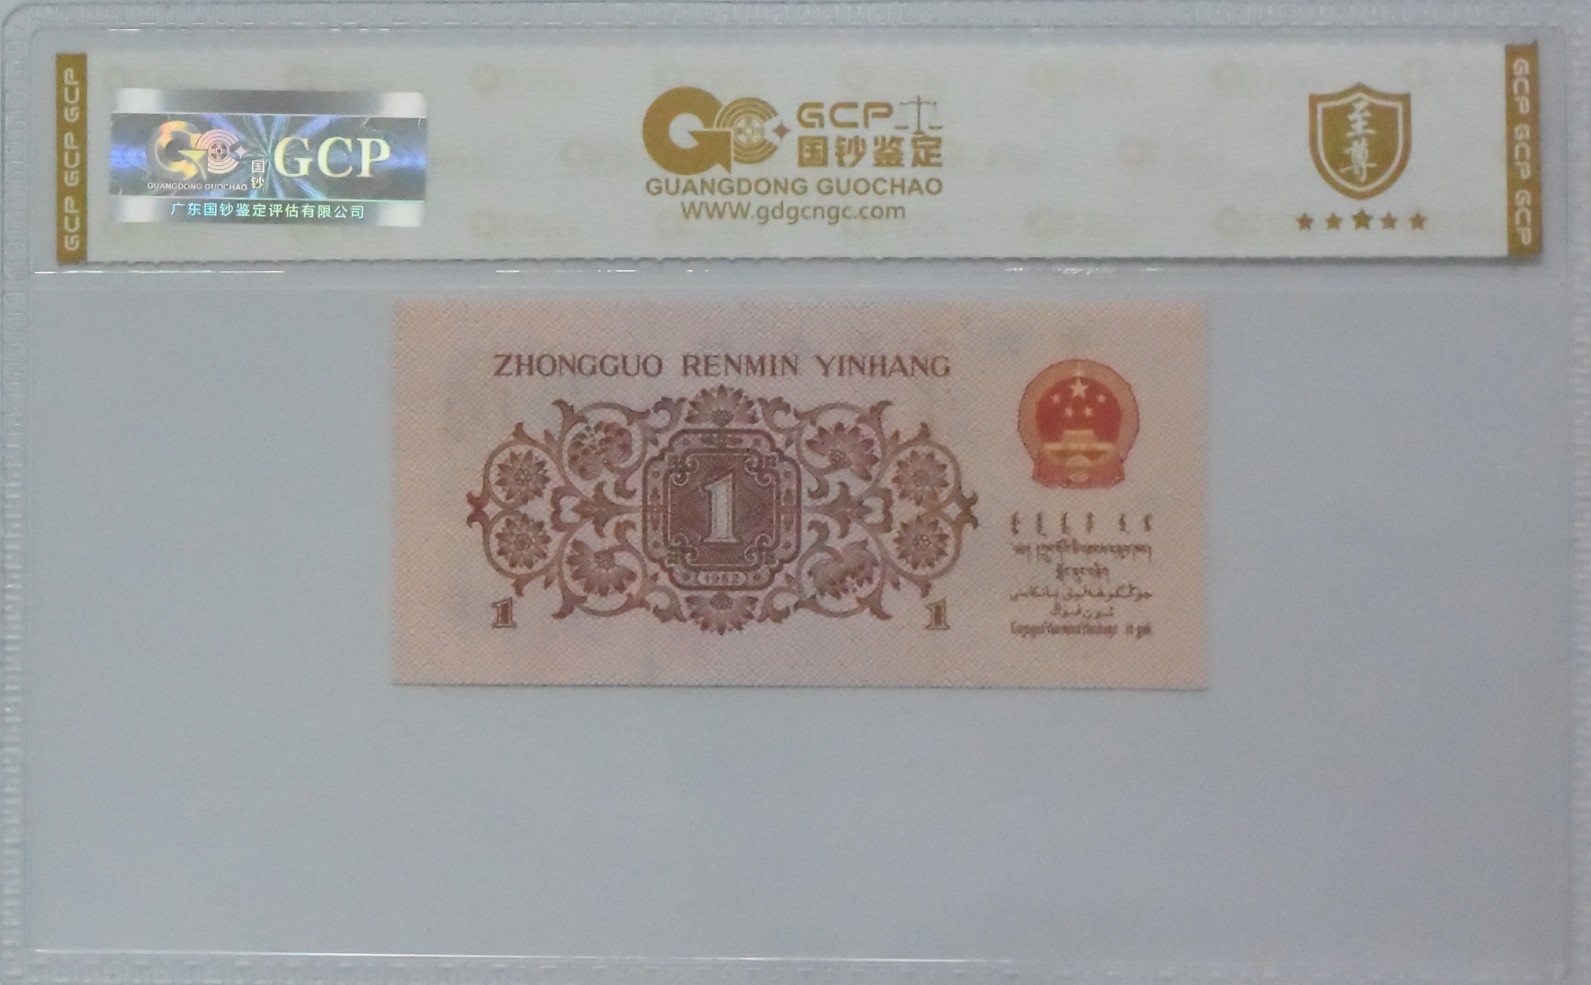 GCP GCP GCP
GUANGDONG GUOCHAO
国钞
GCP
广东国钞鉴定评估有限公司
GCP
国钞鉴定
GUANGDONG GUOCHAO
WWW.gdgcngc.com
至尊
GCP GCP GCP
ZHONGGUO RENMIN YINHANG
1
1962
1
1